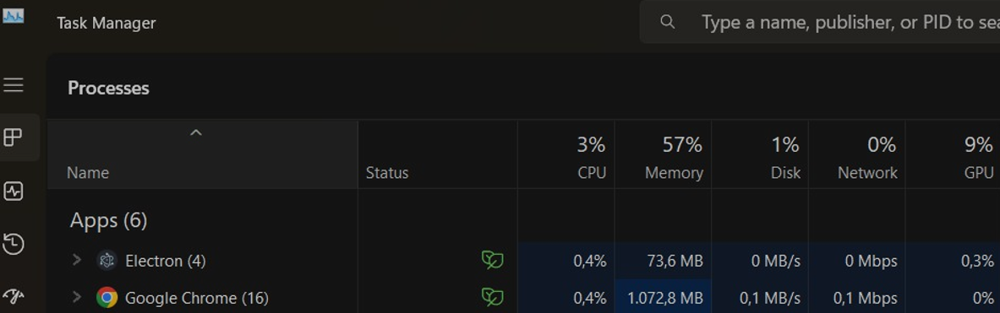 Task Manager
Type a name, publisher, or PID to sea
Processes
3% 57% 1% 0% 9%
Name Status CPU Memory Disk Network GPU
Apps (6)
Electron (4) 0,4% 73,6 MB 0 MB/s 0 Mbps 0,3%
Google Chrome (16) 0,4% 1.072,8 MB 0,1 MB/s 0,1 Mbps 0%